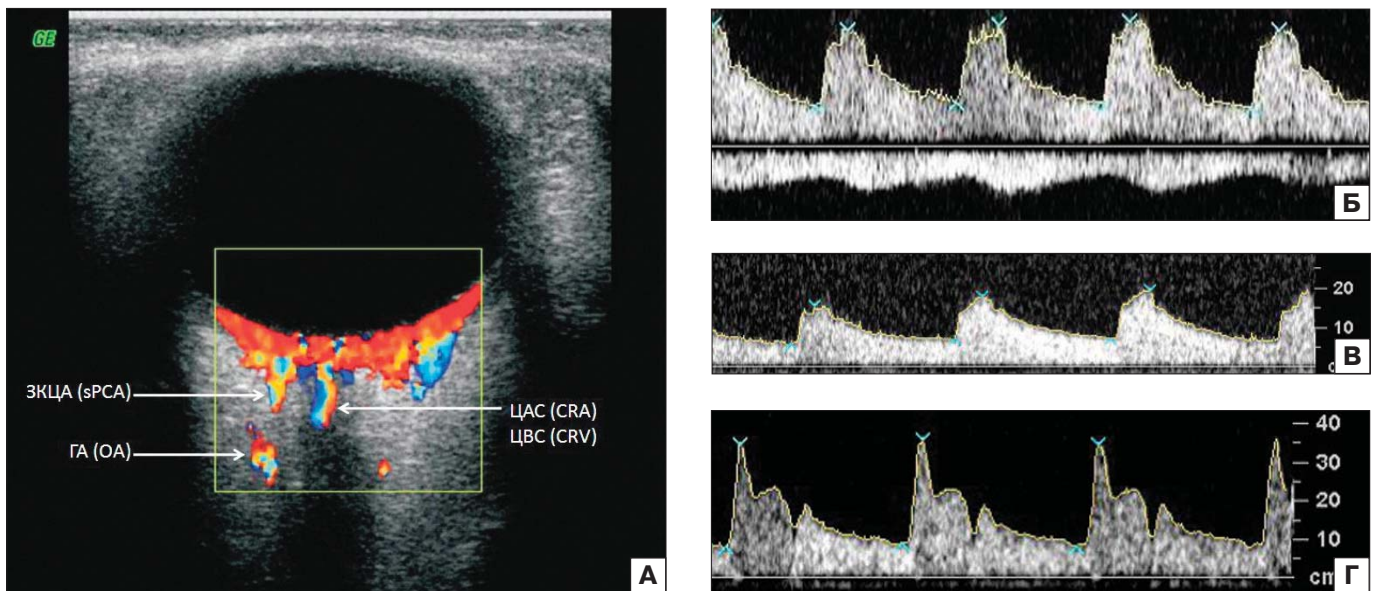 GE
ЗКЦА (sPCA)
ГА (OA)
ЦАС (CRA)
ЦВС (CRV)
А
Б
20
10
В
40
30
20
10
cm
Г